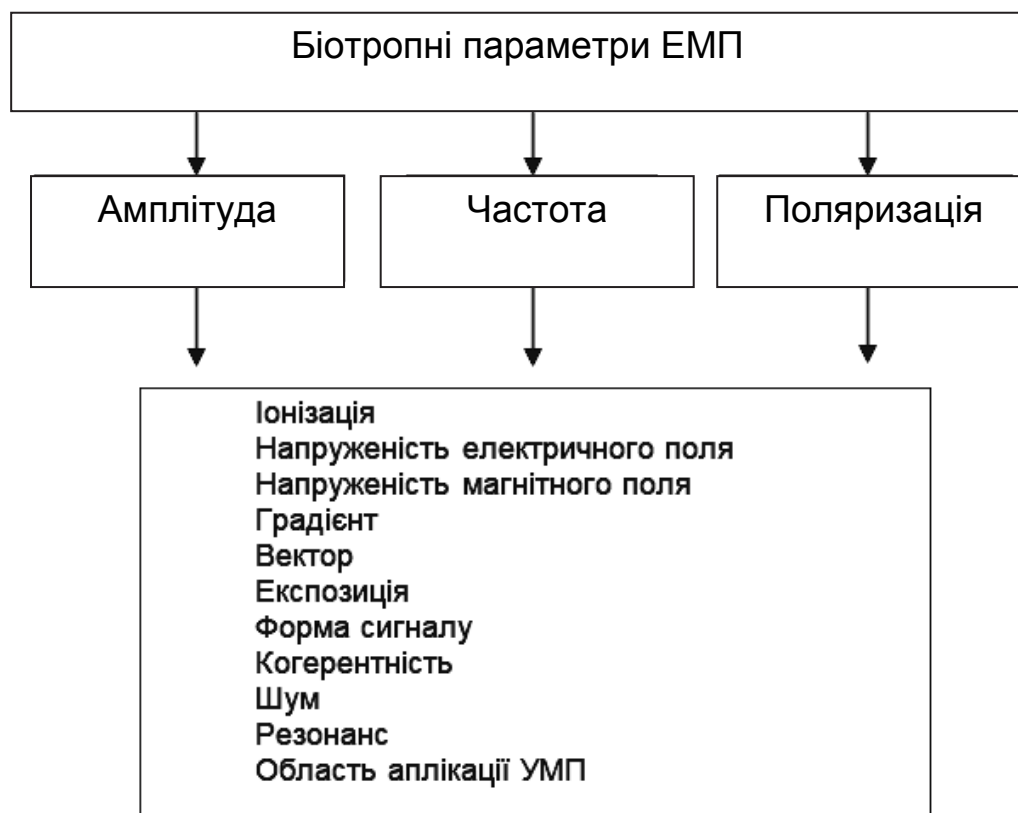 Біотропні параметри ЕМП
Амплітуда
Частота
Поляризація
Іонізація
Напруженість електричного поля
Напруженість магнітного поля
Градієнт
Вектор
Експозиція
Форма сигналу
Когерентність
Шум
Резонанс
Область аплікації УМП